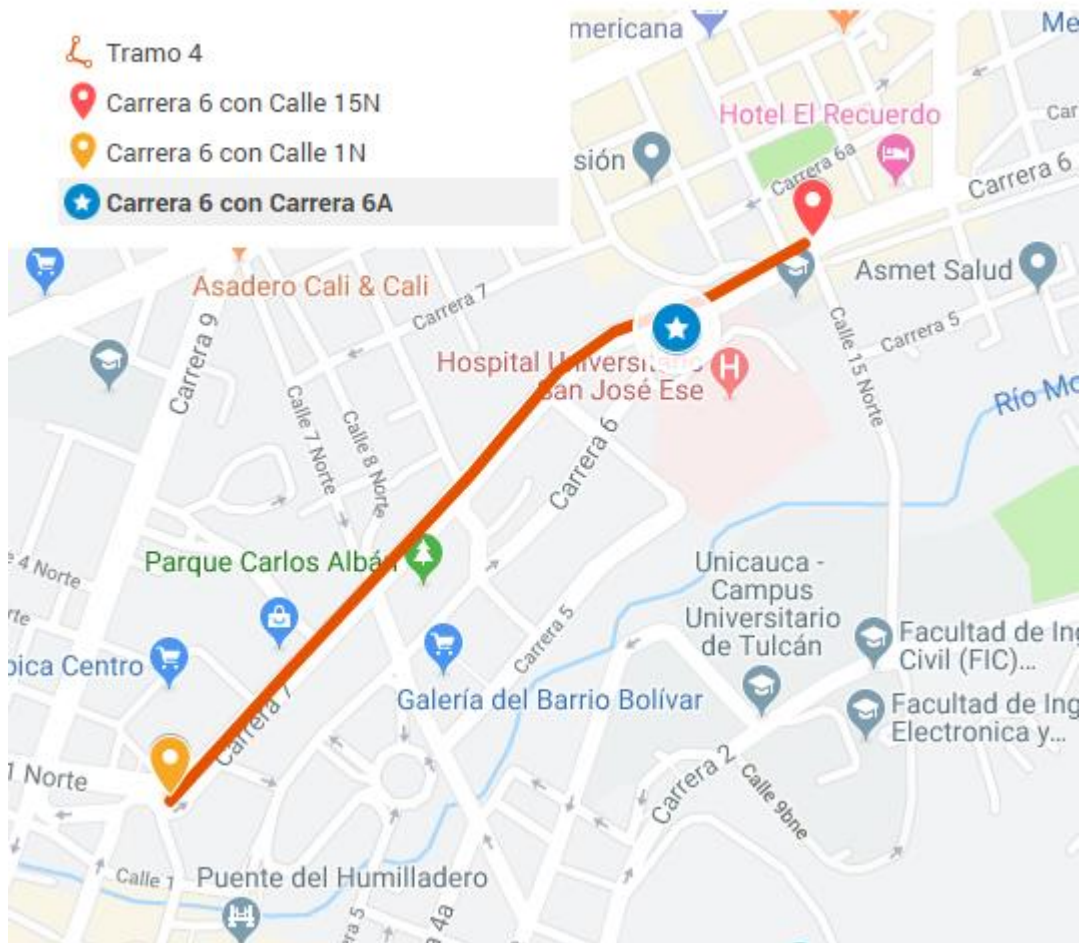 Tramo 4
Carrera 6 con Calle 15N
Carrera 6 con Calle 1N
Carrera 6 con Carrera 6A
mericana
Me
Hotel El Recuerdo
Car
sión
Carrera 6a
Carrera 6
Asadero Cali & Cali
Asmet Salud
Carrera 7
Carrera 5
Carrera 9
Hospital Universitario
San José Ese
Calle 15 Norte
Río Mo
Calle 7 Norte
Calle 8 Norte
Carrera 6
Parque Carlos Albán
e 4 Norte
Unicauca -
Campus
Universitario
de Tulcán
rte
Carrera 5
Facultad de Ing
Civil (FIC)...
pica Centro
Galería del Barrio Bolívar
Facultad de Ing
Electronica y...
Carrera 7
1 Norte
Carrera 2
Calle 9bne
Calle 1
Puente del Humilladero
4a
a 5